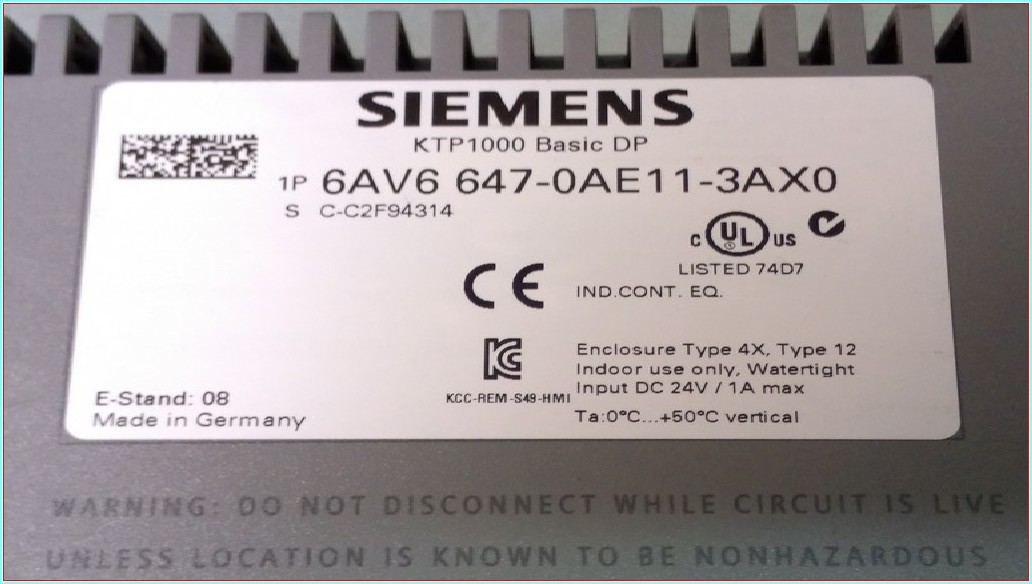 SIEMENS
KTP1000 Basic DP
1P 6AV6 647-0AE11-3AX0
S C-C2F94314
C UL US
LISTED 74D7
CE IND.CONT. EQ.
Enclosure Type 4X, Type 12
Indoor use only, Watertight
Input DC 24V / 1A max
KCC-REM-S49-HMI
Ta:0°C...+50°C vertical
E-Stand: 08
Made in Germany
WARNING: DO NOT DISCONNECT WHILE CIRCUIT IS LIVE
UNLESS LOCATION IS KNOWN TO BE NONHAZARDOUS